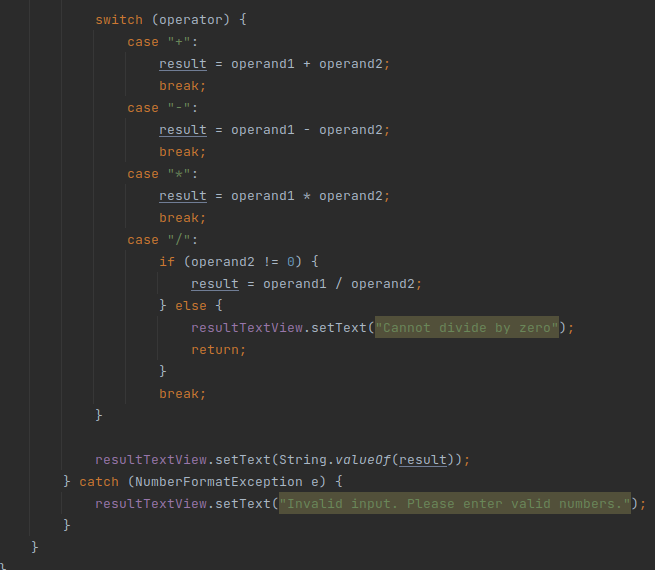 switch (operator) {
case "+":
result = operand1 + operand2;
break;
case "-":
result = operand1 - operand2;
break;
case "*":
result = operand1 * operand2;
break;
case "/":
if (operand2 != 0) {
result = operand1 / operand2;
} else {
resultTextView.setText("Cannot divide by zero");
return;
}
break;
}
resultTextView.setText(String.valueOf(result));
} catch (NumberFormatException e) {
resultTextView.setText("Invalid input. Please enter valid numbers.");
}
}
}